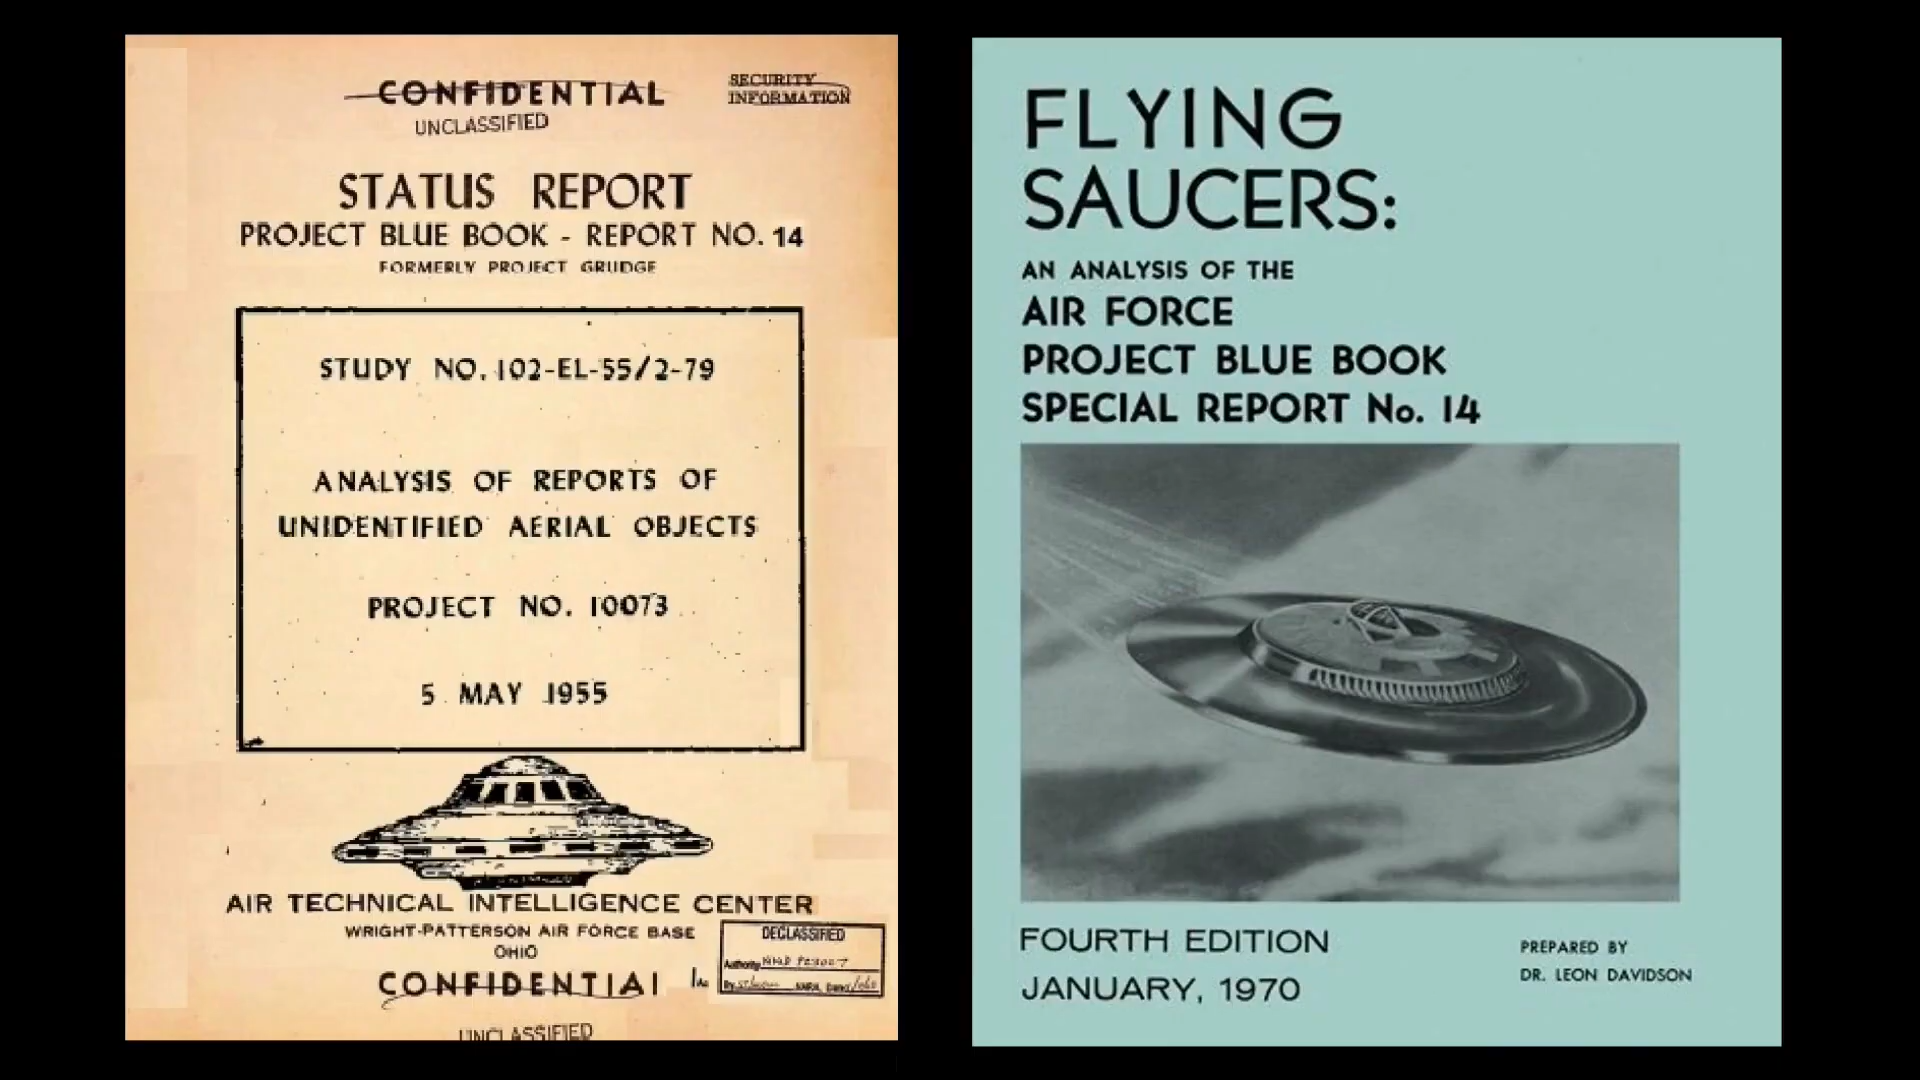 CONFIDENTIAL
UNCLASSIFIED
SECURITY
INFORMATION
STATUS REPORT
PROJECT BLUE BOOK - REPORT NO. 14
FORMERLY PROJECT GRUDGE
STUDY NO. 102-EL-55/2-79
ANALYSIS OF REPORTS OF
UNIDENTIFIED AERIAL OBJECTS
PROJECT NO. 10073
5 MAY 1955
AIR TECHNICAL INTELLIGENCE CENTER
WRIGHT-PATTERSON AIR FORCE BASE
OHIO
CONFIDENTIAL
DECLASSIFIED
Authority
By
UNCLASSIFIED
FLYING
SAUCERS:
AN ANALYSIS OF THE
AIR FORCE
PROJECT BLUE BOOK
SPECIAL REPORT No. 14
FOURTH EDITION
JANUARY, 1970
PREPARED BY
DR. LEON DAVIDSON